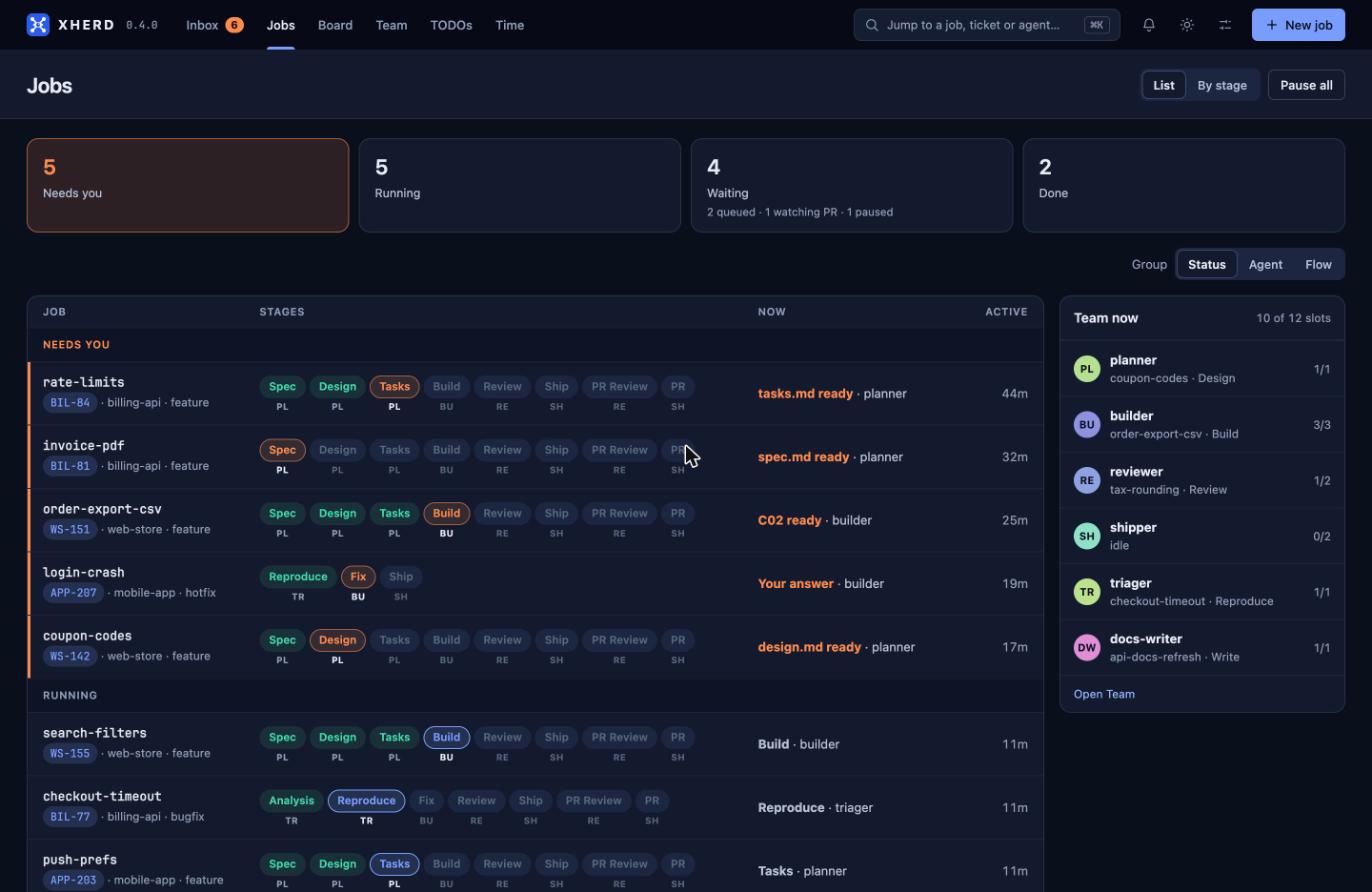 XHERD 0.4.0 Inbox 6 Jobs Board Team TODOs Time Jump to a job, ticket or agent... ⌘K + New job
Jobs List By stage Pause all
5 5 4 2
Needs you Running Waiting Done
2 queued · 1 watching PR · 1 paused
Group Status Agent Flow
JOB STAGES NOW ACTIVE
NEEDS YOU
rate-limits Spec Design Tasks Build Review Ship PR Review PR
BIL-84 · billing-api · feature PL PL PL BU RE SH RE SH
tasks.md ready · planner 44m
invoice-pdf Spec Design Tasks Build Review Ship PR Review PR
BIL-81 · billing-api · feature PL PL PL BU RE SH RE SH
spec.md ready · planner 32m
order-export-csv Spec Design Tasks Build Review Ship PR Review PR
WS-151 · web-store · feature PL PL PL BU RE SH RE SH
C02 ready · builder 25m
login-crash Reproduce Fix Ship
APP-207 · mobile-app · hotfix TR BU SH
Your answer · builder 19m
coupon-codes Spec Design Tasks Build Review Ship PR Review PR
WS-142 · web-store · feature PL PL PL BU RE SH RE SH
design.md ready · planner 17m
RUNNING
search-filters Spec Design Tasks Build Review Ship PR Review PR
WS-155 · web-store · feature PL PL PL BU RE SH RE SH
Build · builder 11m
checkout-timeout Analysis Reproduce Fix Review Ship PR Review PR
BIL-77 · billing-api · bugfix TR TR BU RE SH RE SH
Reproduce · triager 11m
push-prefs Spec Design Tasks Build Review Ship PR Review PR
APP-203 · mobile-app · feature PL PL PL BU RE SH RE SH
Tasks · planner 11m
Team now 10 of 12 slots
PL planner 1/1
coupon-codes · Design
BU builder 3/3
order-export-csv · Build
RE reviewer 1/2
tax-rounding · Review
SH shipper 0/2
idle
TR triager 1/1
checkout-timeout · Reproduce
DW docs-writer 1/1
api-docs-refresh · Write
Open Team